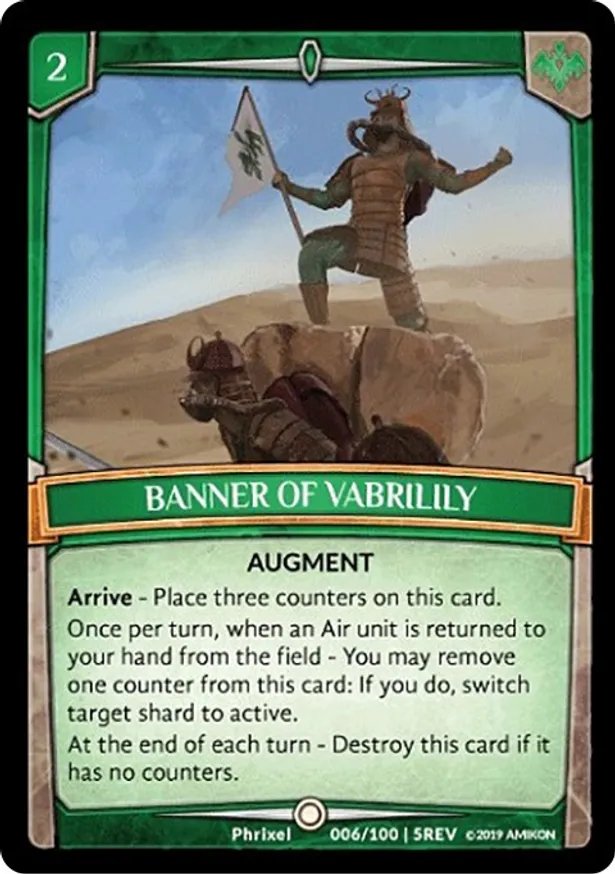 2
BANNER OF VABRILILY
AUGMENT
Arrive - Place three counters on this card.
Once per turn, when an Air unit is returned to
your hand from the field - You may remove
one counter from this card: If you do, switch
target shard to active.
At the end of each turn - Destroy this card if it
has no counters.
Phrixel 006/100 | 5REV ©2019 AMIKON